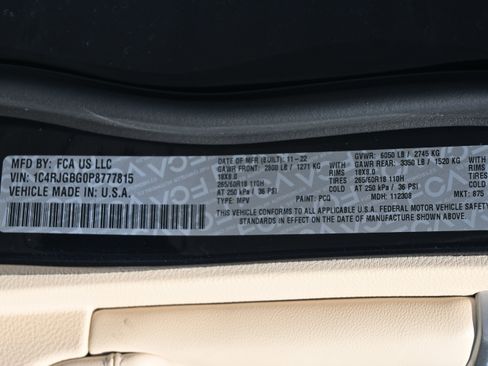 MFD BY: FCA US LLC
VIN: 1C4RJGBG0P8777815
VEHICLE MADE IN U.S.A.
DATE OF MFR (BUILT): 11-22
GAWR FRONT: 2800 LB / 1271 KG
18X8.0 RIMS
265/60R18 110H TIRES
AT 250 kPa / 36 PSI
TYPE: MPV PAINT: PCQ
GVWR: 6050 LB / 2745 KG
GAWR REAR: 3350 LB / 1520 KG
18X8.0 RIMS
265/60R18 110H TIRES
AT 250 kPa / 36 PSI
MDH: 112308 MKT: 875
THIS VEHICLE CONFORMS TO ALL APPLICABLE FEDERAL MOTOR VEHICLE SAFETY
STANDARDS IN EFFECT ON THE DATE OF MANUFACTURE SHOWN ABOVE.